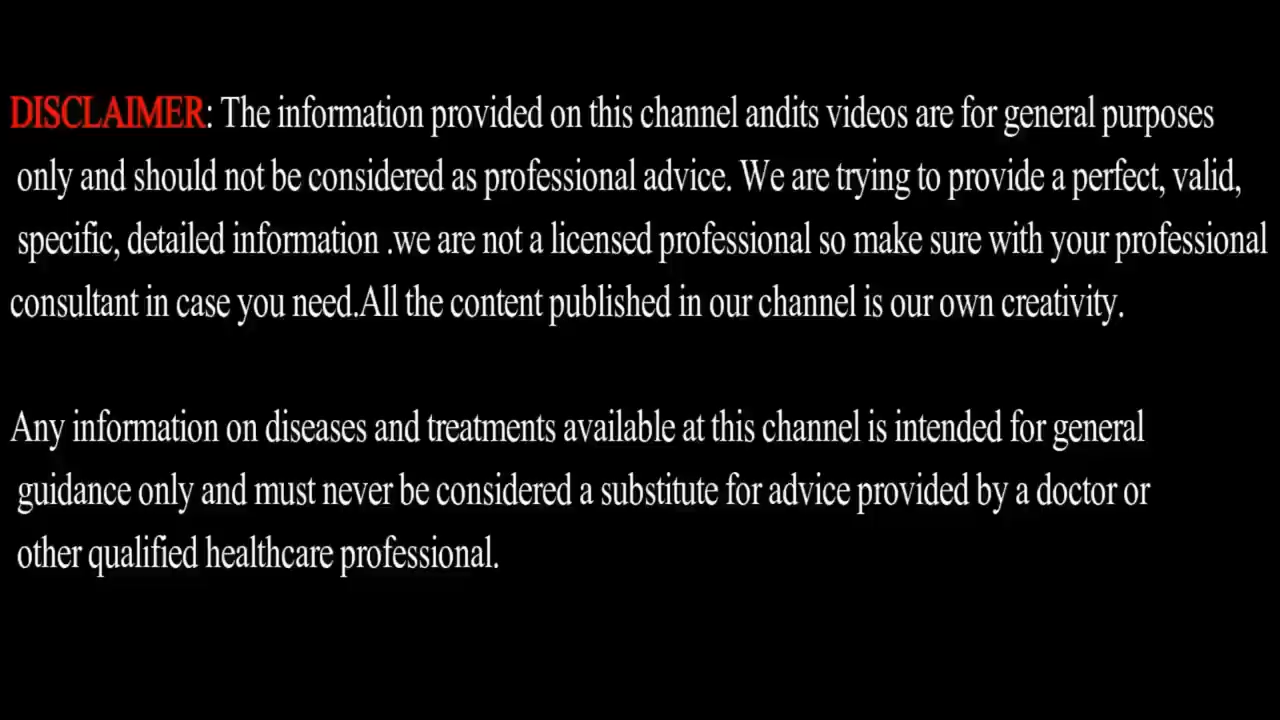 DISCLAIMER: The information provided on this channel andits videos are for general purposes
only and should not be considered as professional advice. We are trying to provide a perfect, valid,
specific, detailed information .we are not a licensed professional so make sure with your professional
consultant in case you need.All the content published in our channel is our own creativity.
Any information on diseases and treatments available at this channel is intended for general
guidance only and must never be considered a substitute for advice provided by a doctor or
other qualified healthcare professional.